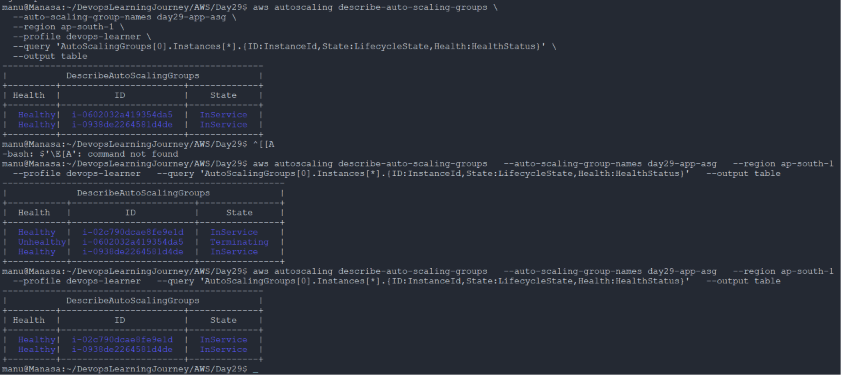 manu@Manasa:~/DevopsLearningJourney/AWS/Day29$ aws autoscaling describe-auto-scaling-groups \
  --auto-scaling-group-names day29-app-asg \
  --region ap-south-1 \
  --profile devops-learner \
  --query 'AutoScalingGroups[0].Instances[*].{ID:InstanceId,State:LifecycleState,Health:HealthStatus}' \
  --output table
-------------------------------------------------
|           DescribeAutoScalingGroups           |
+----------+-----------------------+------------+
|  Health  |          ID           |   State    |
+----------+-----------------------+------------+
|  Healthy|  i-0602032a419354da5  |  InService  |
|  Healthy|  i-0938de2264581d4de  |  InService  |
+----------+-----------------------+------------+
manu@Manasa:~/DevopsLearningJourney/AWS/Day29$ ^[[A
-bash: $'\E[A': command not found
manu@Manasa:~/DevopsLearningJourney/AWS/Day29$ aws autoscaling describe-auto-scaling-groups   --auto-scaling-group-names day29-app-asg   --region ap-south-1
  --profile devops-learner   --query 'AutoScalingGroups[0].Instances[*].{ID:InstanceId,State:LifecycleState,Health:HealthStatus}'   --output table
-----------------------------------------------------
|             DescribeAutoScalingGroups             |
+-----------+-----------------------+---------------+
|  Health   |          ID           |     State     |
+-----------+-----------------------+---------------+
|  Healthy  |  i-02c790dcae8fe9e1d  |  InService    |
|  Unhealthy|  i-0602032a419354da5  |  Terminating  |
|  Healthy  |  i-0938de2264581d4de  |  InService    |
+-----------+-----------------------+---------------+
manu@Manasa:~/DevopsLearningJourney/AWS/Day29$ aws autoscaling describe-auto-scaling-groups   --auto-scaling-group-names day29-app-asg   --region ap-south-1
  --profile devops-learner   --query 'AutoScalingGroups[0].Instances[*].{ID:InstanceId,State:LifecycleState,Health:HealthStatus}'   --output table
-------------------------------------------------
|           DescribeAutoScalingGroups           |
+----------+-----------------------+------------+
|  Health  |          ID           |   State    |
+----------+-----------------------+------------+
|  Healthy|  i-02c790dcae8fe9e1d  |  InService  |
|  Healthy|  i-0938de2264581d4de  |  InService  |
+----------+-----------------------+------------+
manu@Manasa:~/DevopsLearningJourney/AWS/Day29$ _